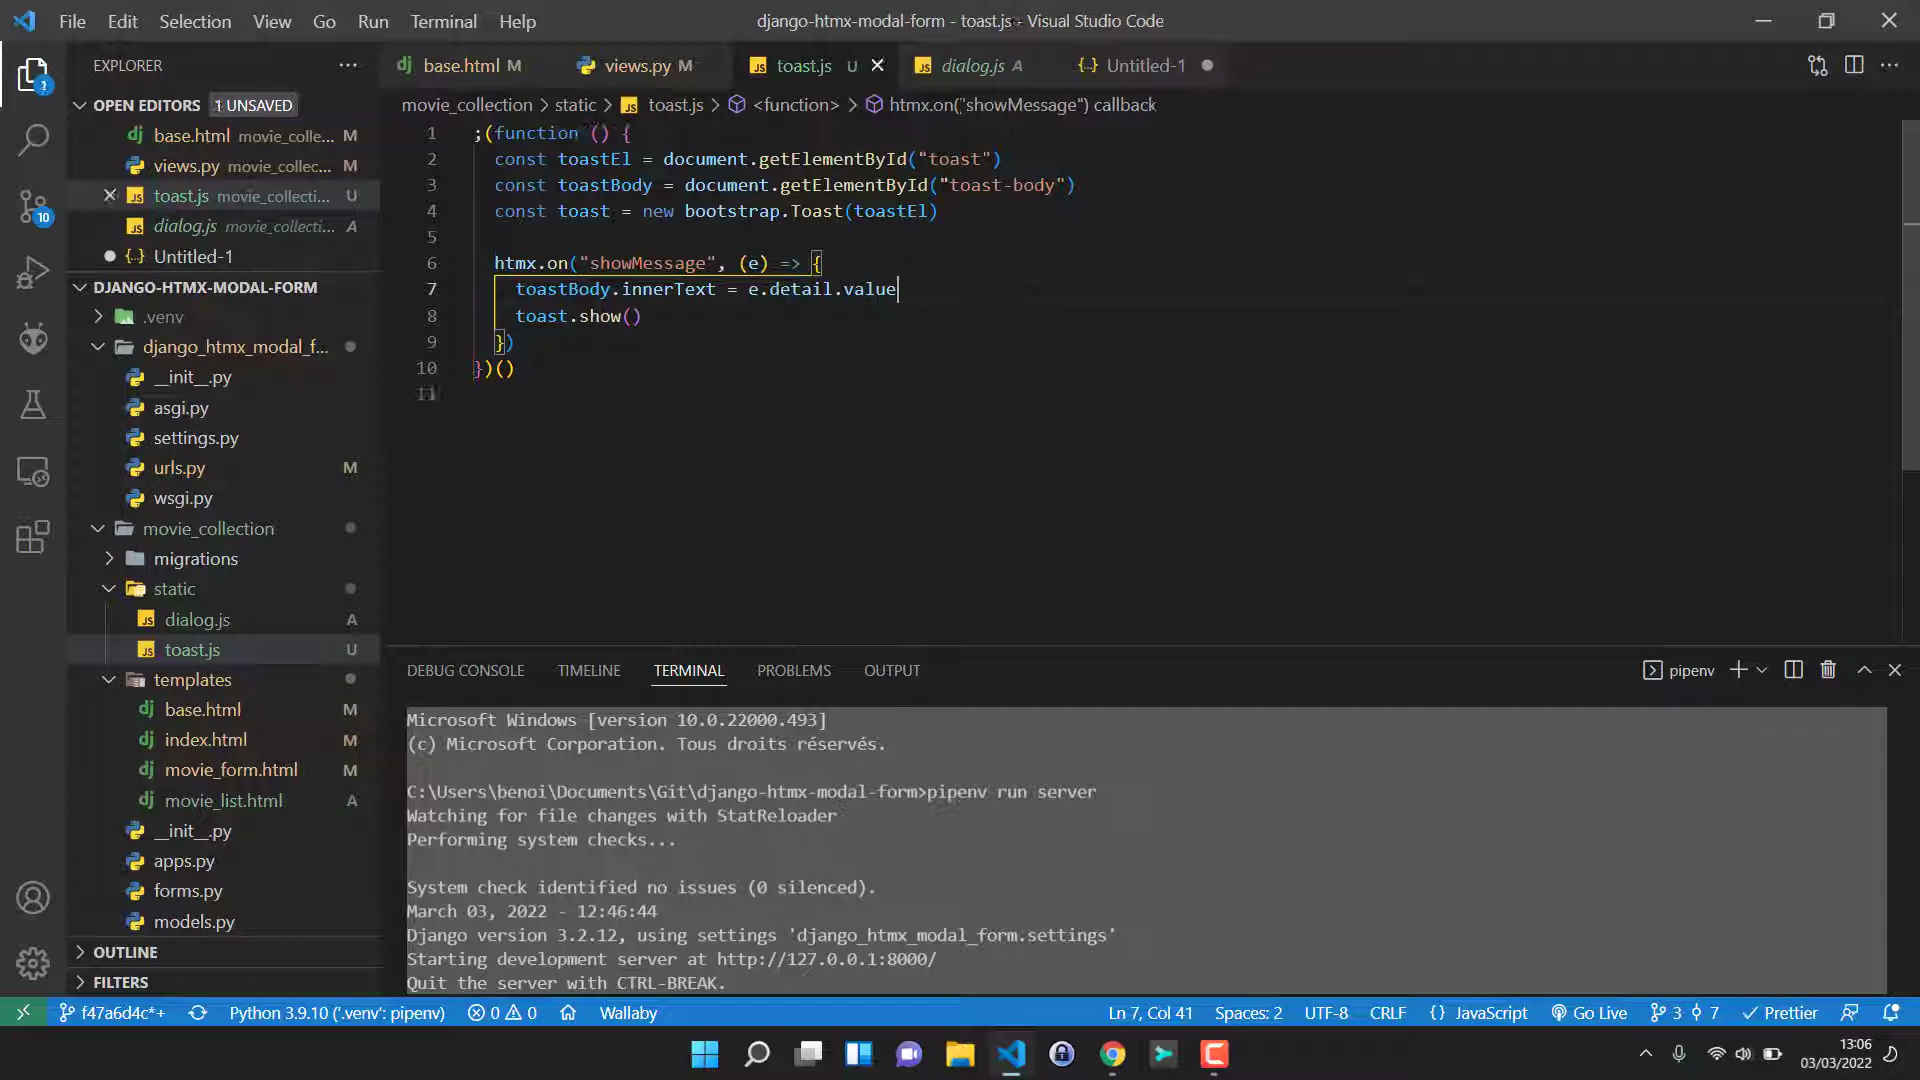 File Edit Selection View Go Run Terminal Help
django-htmx-modal-form - toast.js - Visual Studio Code
EXPLORER
OPEN EDITORS 1 UNSAVED
base.html movie_colle... M
views.py movie_collec... M
toast.js movie_collecti... U
dialog.js movie_collecti... A
{..} Untitled-1
DJANGO-HTMX-MODAL-FORM
.venv
django_htmx_modal_f...
__init__.py
asgi.py
settings.py
urls.py M
wsgi.py
movie_collection
migrations
static
dialog.js A
toast.js U
templates
base.html M
index.html M
movie_form.html M
movie_list.html A
__init__.py
apps.py
forms.py
models.py
OUTLINE
FILTERS
1
10
base.html M
views.py M
toast.js U
dialog.js A
{..} Untitled-1
movie_collection > static > JS toast.js > <function> > htmx.on("showMessage") callback
1 ;(function () {
2 const toastEl = document.getElementById("toast")
3 const toastBody = document.getElementById("toast-body")
4 const toast = new bootstrap.Toast(toastEl)
5
6 htmx.on("showMessage", (e) => {
7 toastBody.innerText = e.detail.value
8 toast.show()
9 })
10 })()
11
DEBUG CONSOLE TIMELINE TERMINAL PROBLEMS OUTPUT
pipenv
Microsoft Windows [version 10.0.22000.493]
(c) Microsoft Corporation. Tous droits réservés.
C:\Users\benoi\Documents\Git\django-htmx-modal-form>pipenv run server
Watching for file changes with StatReloader
Performing system checks...
System check identified no issues (0 silenced).
March 03, 2022 - 12:46:44
Django version 3.2.12, using settings 'django_htmx_modal_form.settings'
Starting development server at http://127.0.0.1:8000/
Quit the server with CTRL-BREAK.
f47a6d4c*+ Python 3.9.10 ('.venv': pipenv) 0 0 Wallaby
Ln 7, Col 41 Spaces: 2 UTF-8 CRLF {} JavaScript Go Live 3 7 Prettier
13:06
03/03/2022